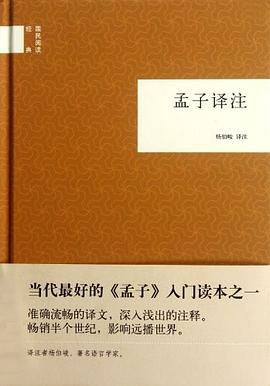 国民阅读
经典
孟子译注
杨伯峻 译注
当代最好的《孟子》入门读本之一
准确流畅的译文，深入浅出的注释。
畅销半个世纪，影响远播世界。
译注者杨伯峻，著名语言学家。